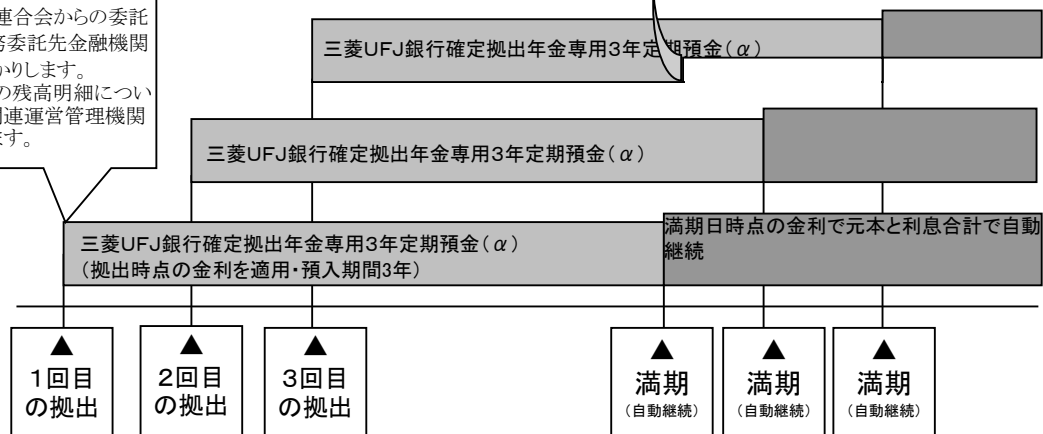 連合会からの委託
務委託先金融機関
かりします。
の残高明細につい
関連運営管理機関
ます。
三菱UFJ銀行確定拠出年金専用3年定期預金(α)
三菱UFJ銀行確定拠出年金専用3年定期預金(α)
三菱UFJ銀行確定拠出年金専用3年定期預金(α)
(拠出時点の金利を適用・預入期間3年)
満期日時点の金利で元本と利息合計で自動
継続
▲
1回目
の拠出
▲
2回目
の拠出
▲
3回目
の拠出
▲
満期
(自動継続)
▲
満期
(自動継続)
▲
満期
(自動継続)